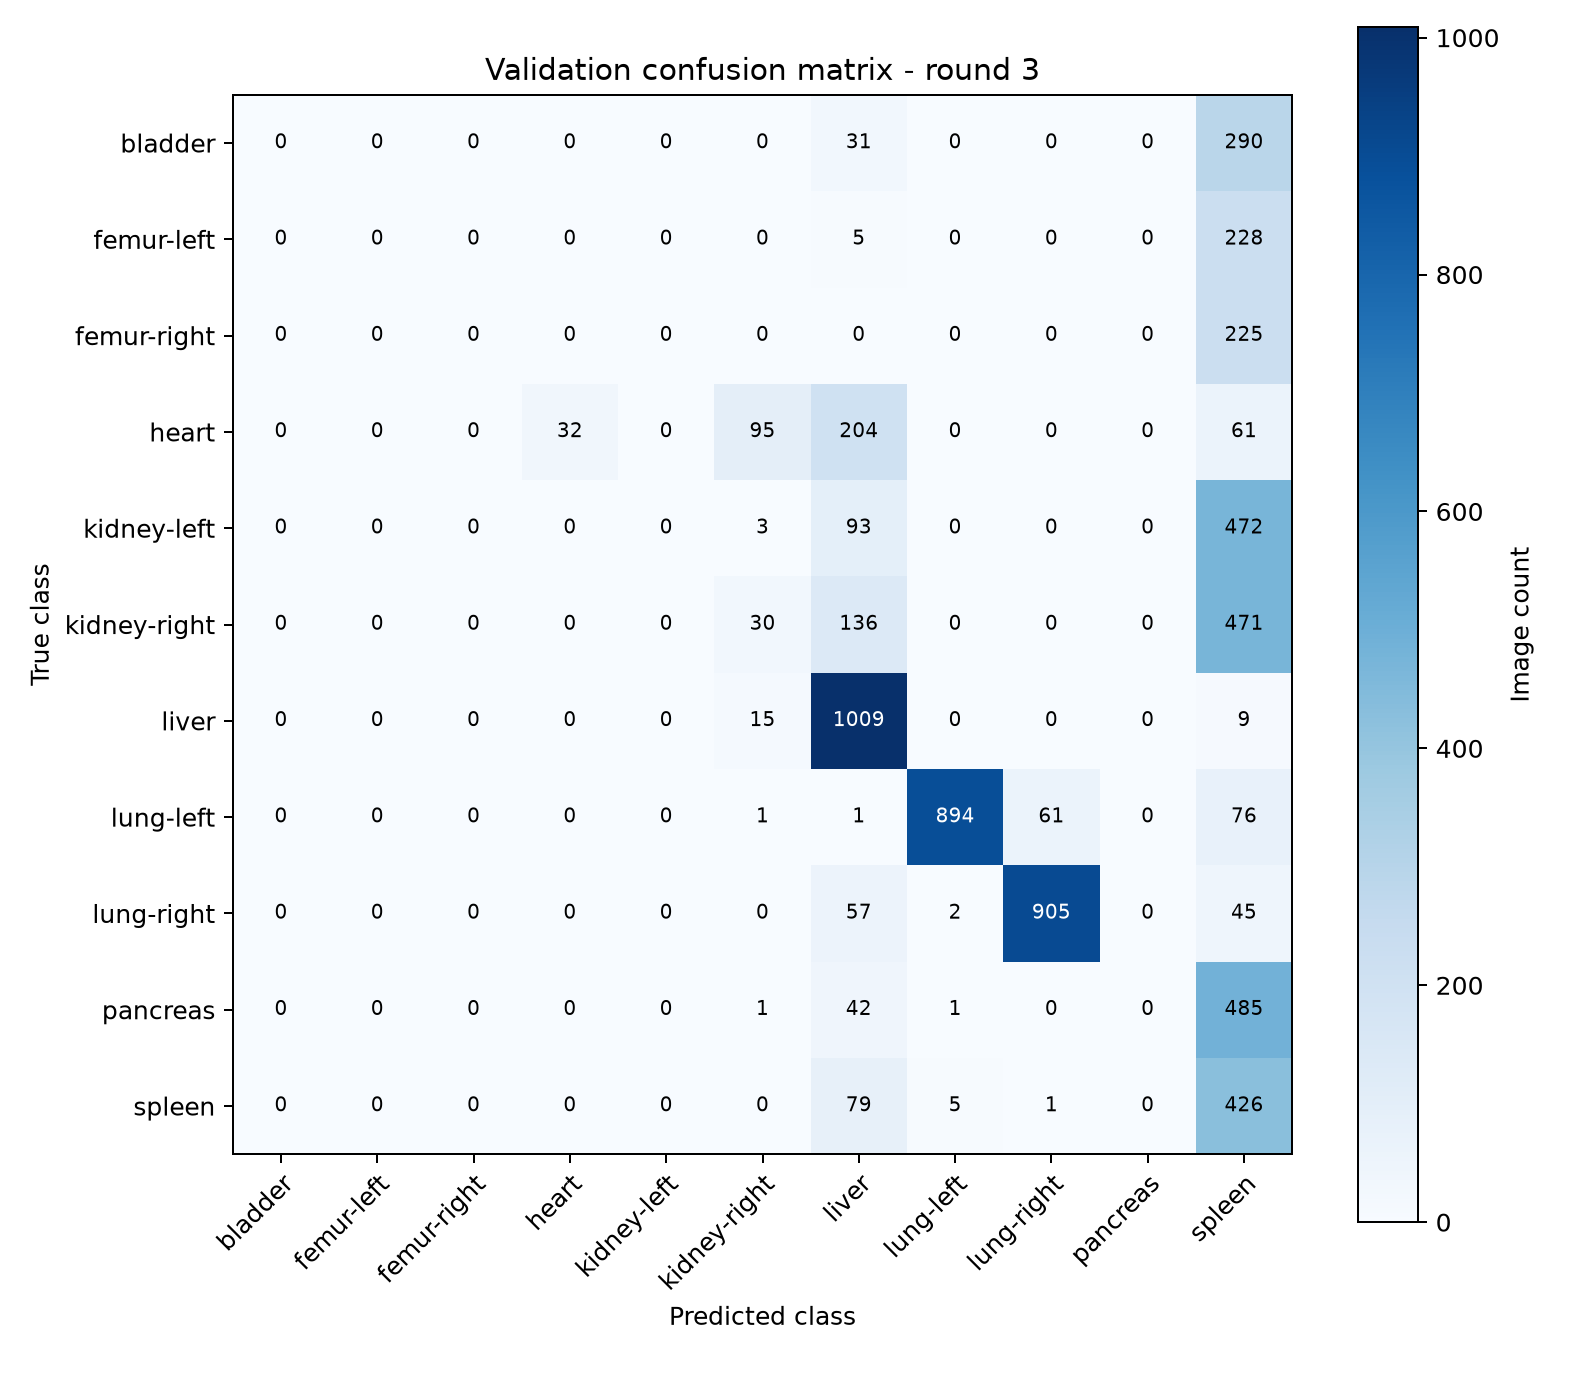 Validation confusion matrix - round 3
bladder 0 0 0 0 0 0 31 0 0 0 290
femur-left 0 0 0 0 0 0 5 0 0 0 228
femur-right 0 0 0 0 0 0 0 0 0 0 225
heart 0 0 0 32 0 95 204 0 0 0 61
kidney-left 0 0 0 0 0 3 93 0 0 0 472
kidney-right 0 0 0 0 0 30 136 0 0 0 471
liver 0 0 0 0 0 15 1009 0 0 0 9
lung-left 0 0 0 0 0 1 1 894 61 0 76
lung-right 0 0 0 0 0 0 57 2 905 0 45
pancreas 0 0 0 0 0 1 42 1 0 0 485
spleen 0 0 0 0 0 0 79 5 1 0 426
bladder femur-left femur-right heart kidney-left kidney-right liver lung-left lung-right pancreas spleen
Predicted class
True class
1000
800
600
400
200
0
Image count